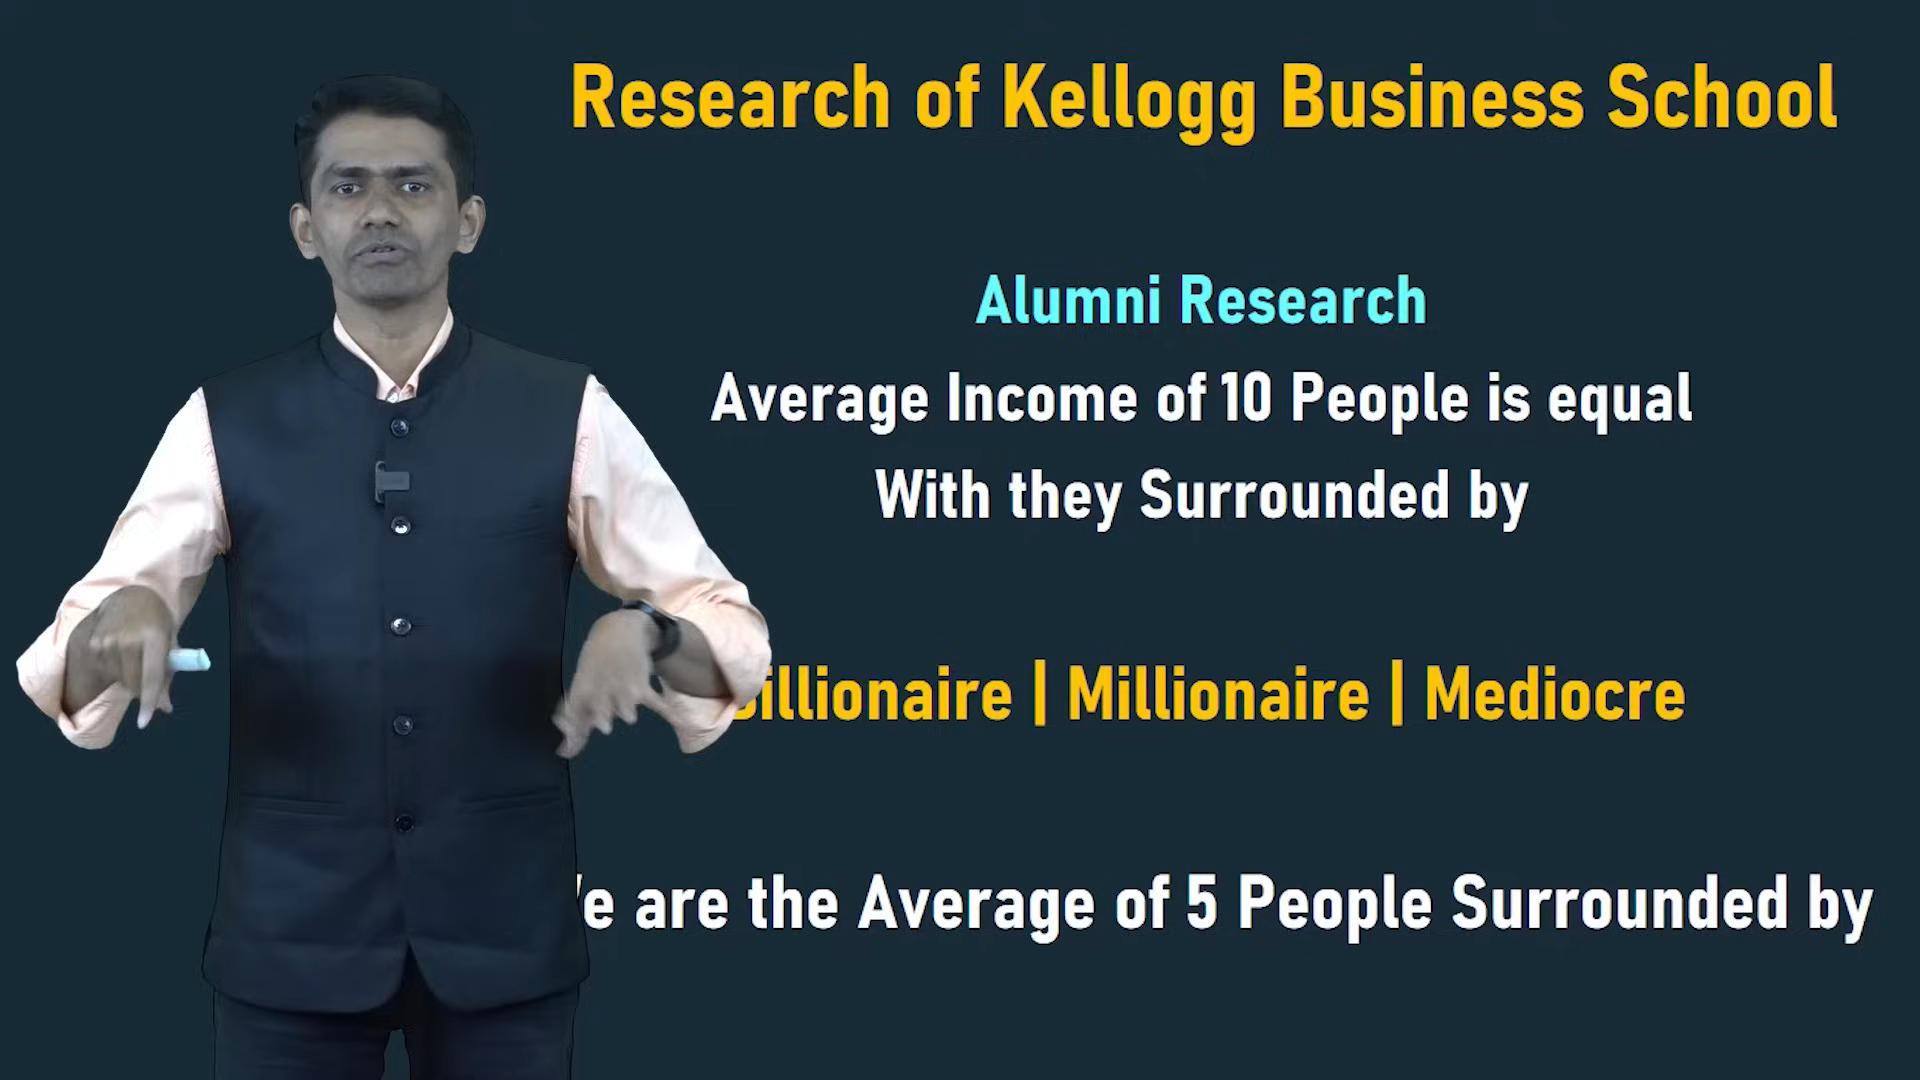 Research of Kellogg Business School
Alumni Research
Average Income of 10 People is equal
With they Surrounded by
| Millionaire | Mediocre
are the Average of 5 People Surrounded by